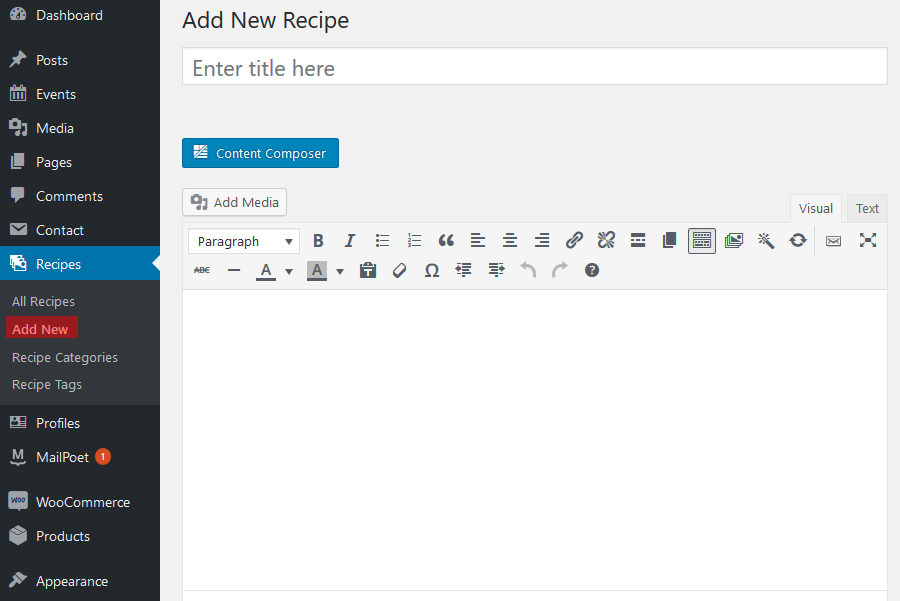 Dashboard
Posts
Events
Media
Pages
Comments
Contact
Recipes
All Recipes
Add New
Recipe Categories
Recipe Tags
Profiles
MailPoet 1
WooCommerce
Products
Appearance
Add New Recipe
Enter title here
Content Composer
Add Media
Visual Text
Paragraph B I
ABC A A Ω ?